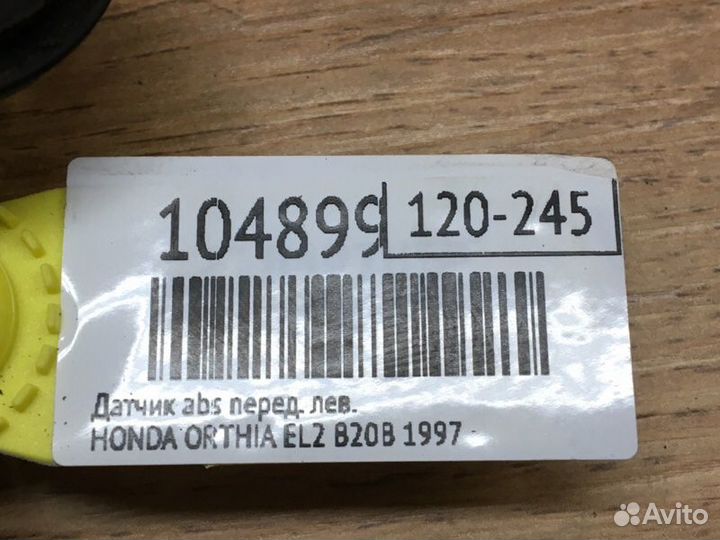 104899 120-245
Датчик abs перед. лев.
HONDA ORTHIA EL2 B20B 1997
Avito